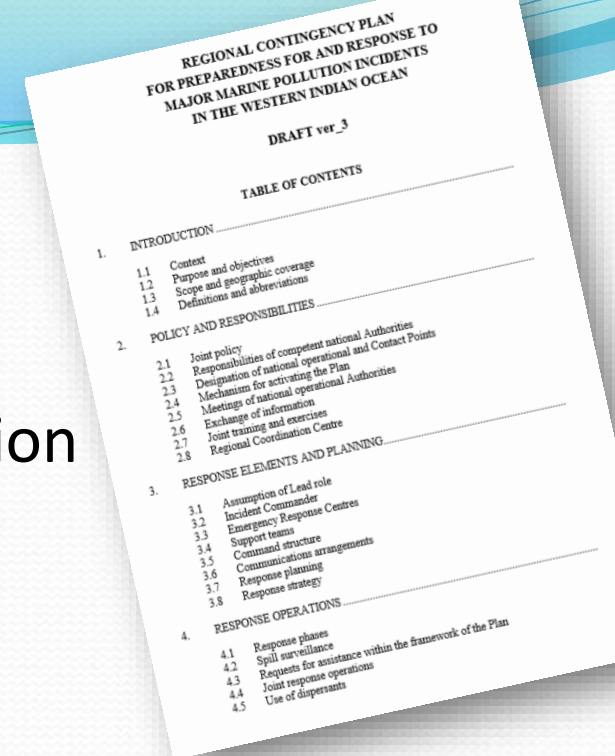 REGIONAL CONTINGENCY PLAN
FOR PREPAREDNESS FOR AND RESPONSE TO
MAJOR MARINE POLLUTION INCIDENTS
IN THE WESTERN INDIAN OCEAN
DRAFT ver_3
TABLE OF CONTENTS
1. INTRODUCTION
1.1 Context
1.2 Purpose and objectives
1.3 Scope and geographic coverage
1.4 Definitions and abbreviations
2. POLICY AND RESPONSIBILITIES
2.1 Joint policy
2.2 Responsibilities of competent national Authorities
2.3 Designation of national operational and Contact Points
2.4 Mechanism for activating the Plan
2.5 Meetings of national operational Authorities
2.6 Exchange of information
2.7 Joint training and exercises
2.8 Regional Coordination Centre
ion
3. RESPONSE ELEMENTS AND PLANNING
3.1 Assumption of Lead role
3.2 Incident Commander
3.3 Emergency Response Centres
3.4 Support teams
3.5 Command structure
3.6 Communications arrangements
3.7 Response planning
3.8 Response strategy
4. RESPONSE OPERATIONS
4.1 Response phases
4.2 Spill surveillance
4.3 Requests for assistance within the framework of the Plan
4.4 Joint response operations
4.5 Use of dispersants